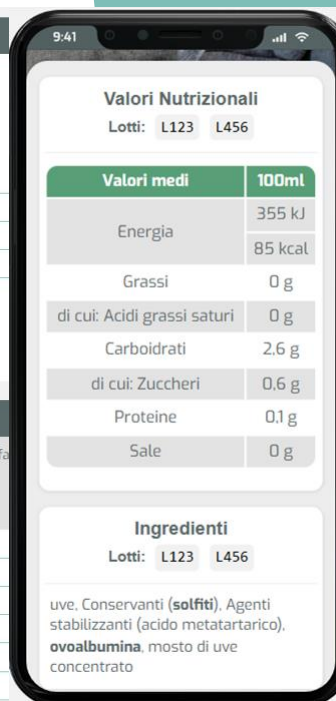 9:41
Valori Nutrizionali
Lotti: L123 L456
Valori medi 100ml
Energia 355 kJ
85 kcal
Grassi 0 g
di cui: Acidi grassi saturi 0 g
Carboidrati 2,6 g
di cui: Zuccheri 0,6 g
Proteine 0,1 g
Sale 0 g
Ingredienti
Lotti: L123 L456
uve, Conservanti (solfiti), Agenti
stabilizzanti (acido metatartarico),
ovoalbumina, mosto di uve
concentrato